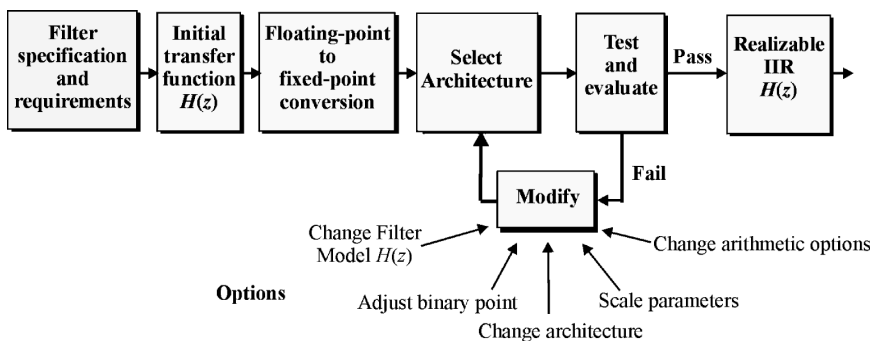 Filter
specification
and
requirements
Initial
transfer
function
H(z)
Floating-point
to
fixed-point
conversion
Select
Architecture
Test
and
evaluate
Pass
Realizable
IIR
H(z)
Fail
Modify
Change Filter
Model H(z)
Change arithmetic options
Options
Adjust binary point
Scale parameters
Change architecture